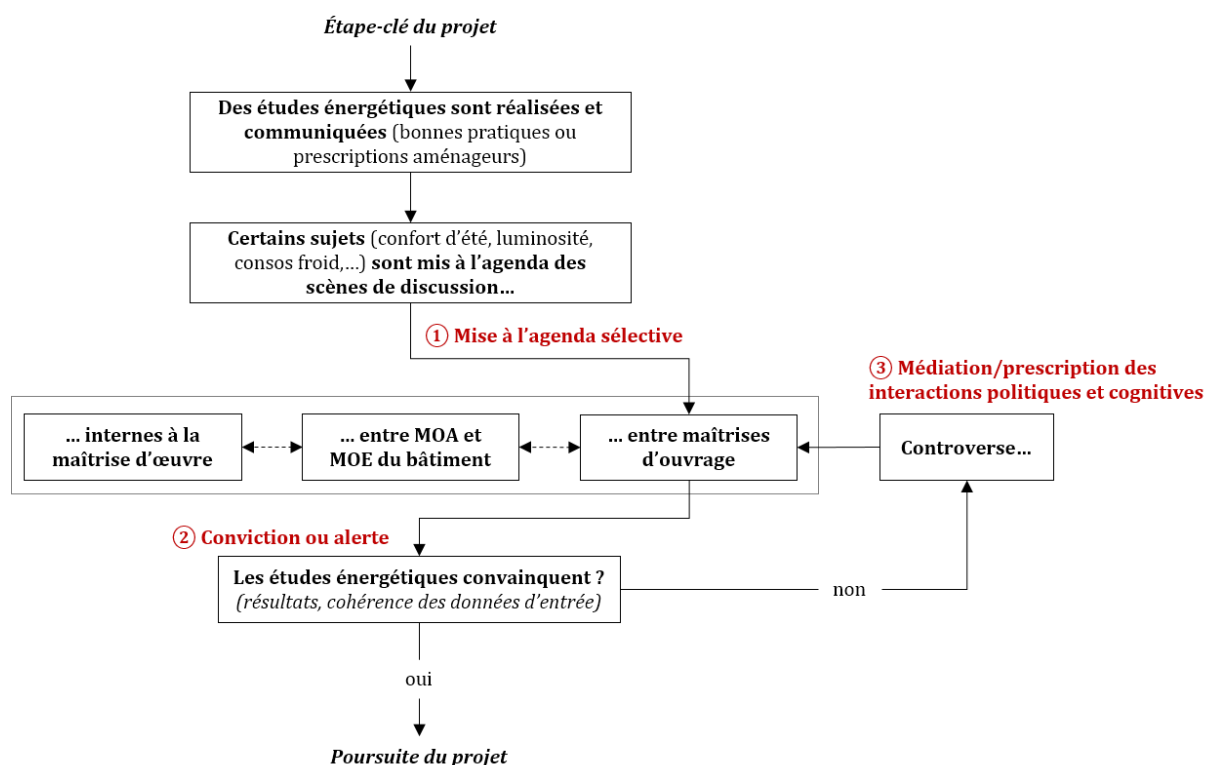 Étape-clé du projet
Des études énergétiques sont réalisées et
communiquées (bonnes pratiques ou
prescriptions aménageurs)
Certains sujets (confort d’été, luminosité,
consos froid,…) sont mis à l’agenda des
scènes de discussion…
① Mise à l’agenda sélective
③ Médiation/prescription des
interactions politiques et cognitives
… internes à la
maîtrise d’œuvre
… entre MOA et
MOE du bâtiment
… entre maîtrises
d’ouvrage
Controverse…
② Conviction ou alerte
Les études énergétiques convainquent ?
(résultats, cohérence des données d’entrée)
non
oui
Poursuite du projet